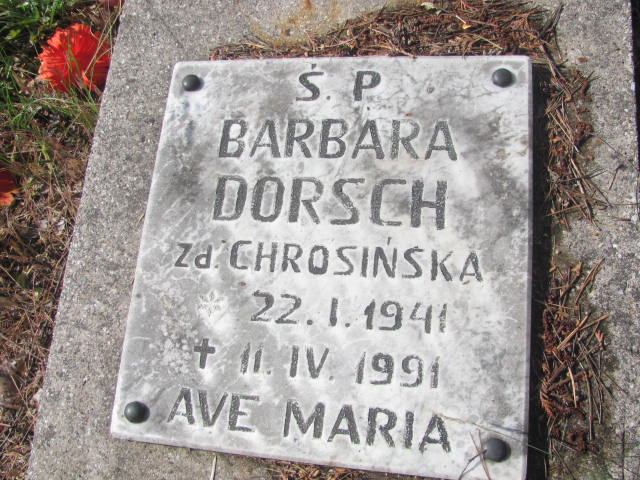 Ś. P.
BARBARA
DORSCH
zd. CHROSIŃSKA
22. I. 1941
✝ 11. IV. 1991
AVE MARIA